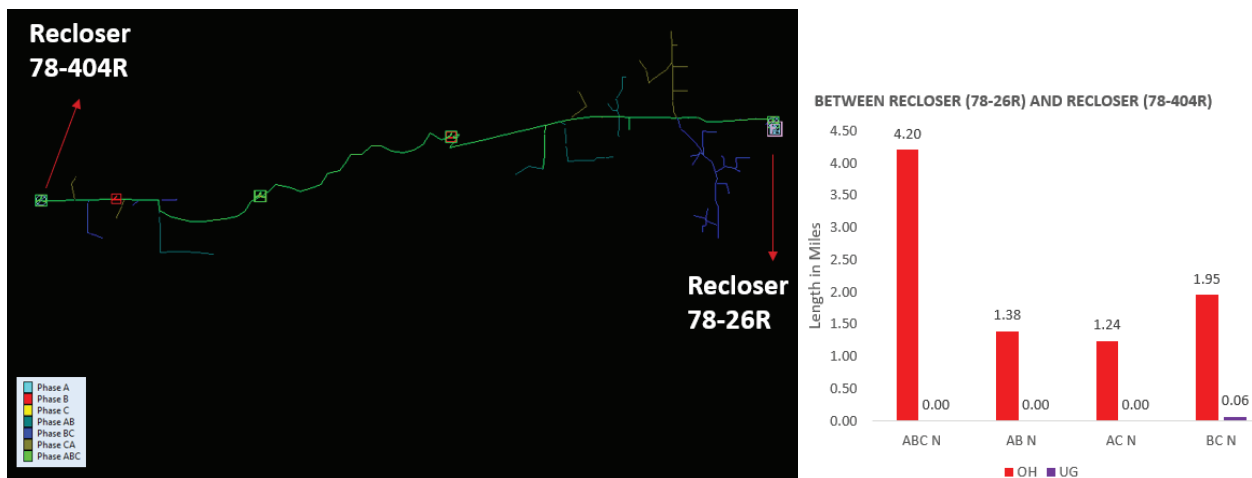 Recloser
78-404R
Recloser
78-26R
Phase A
Phase B
Phase C
Phase AB
Phase BC
Phase CA
Phase ABC
BETWEEN RECLOSER (78-26R) AND RECLOSER (78-404R)
Length in Miles
4.50
4.00
3.50
3.00
2.50
2.00
1.50
1.00
0.50
0.00
4.20
0.00
1.38
0.00
1.24
0.00
1.95
0.06
ABC N
AB N
AC N
BC N
OH
UG